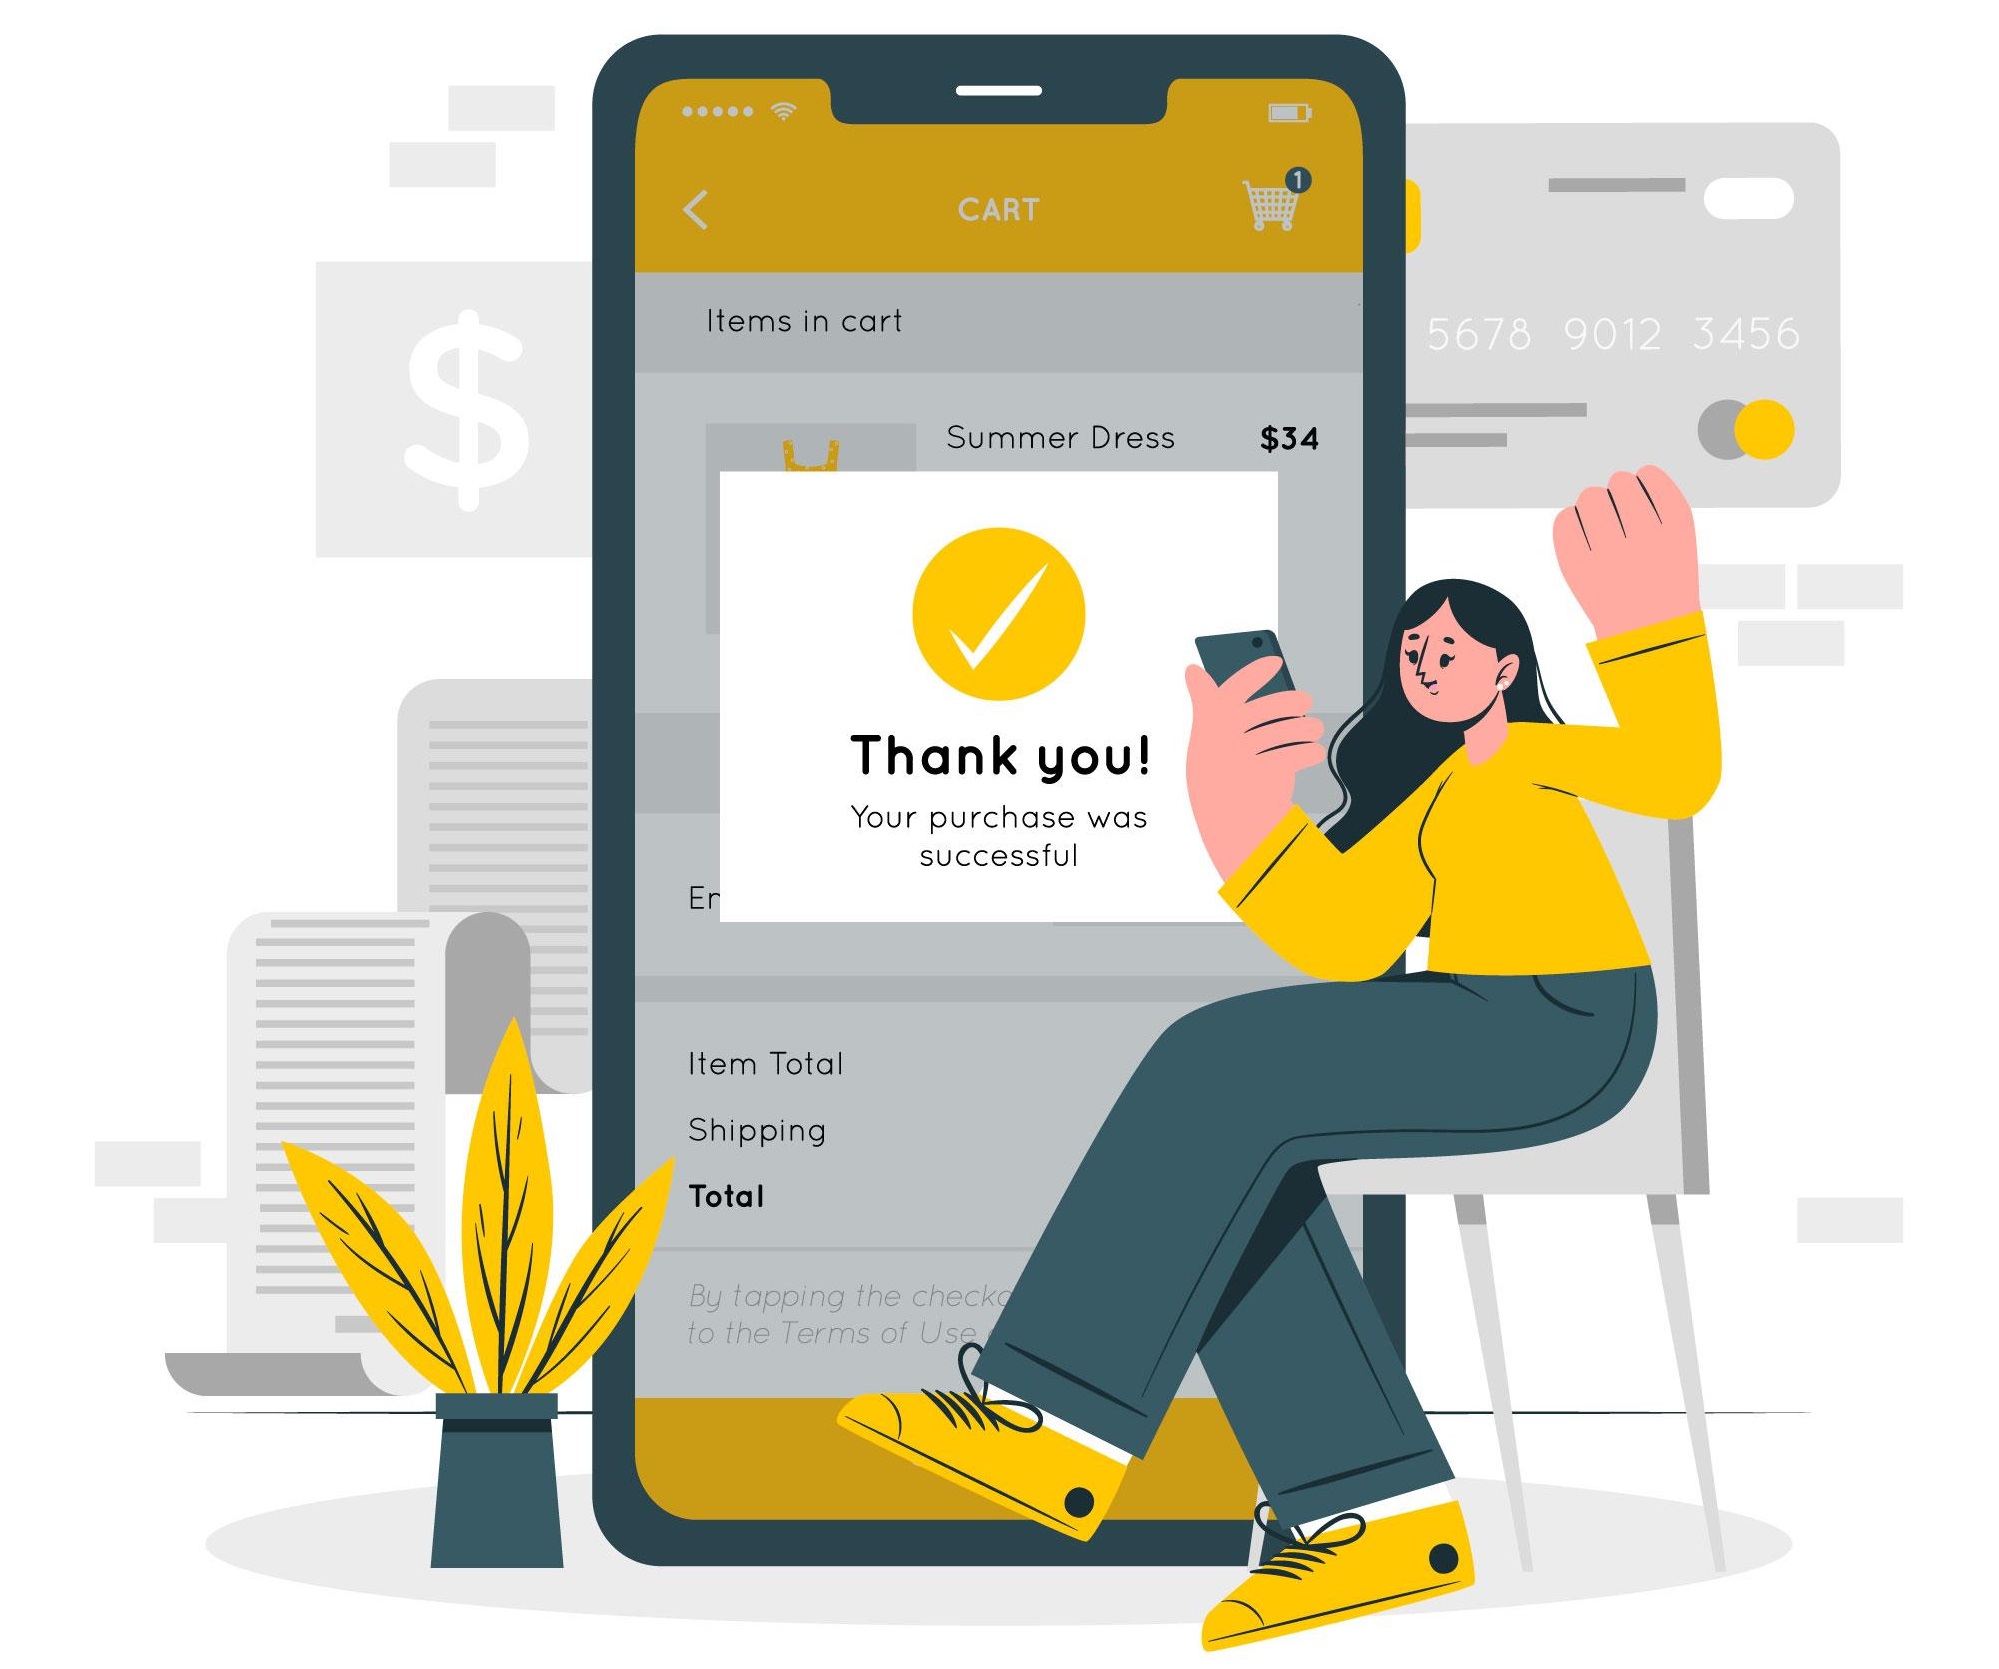 CART
1
Items in cart
Summer Dress $34
$
5678 9012 3456
Thank you!
Your purchase was
successful
Item Total
Shipping
Total
By tapping the
to the Terms of Use